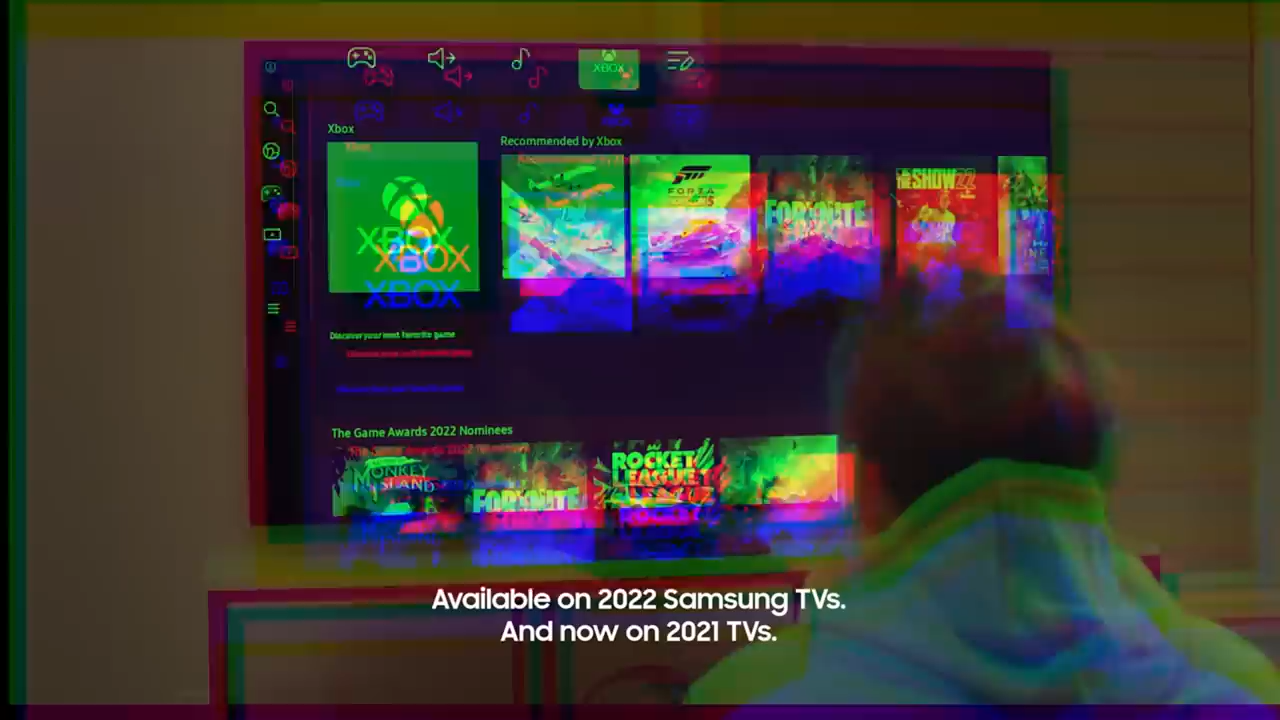 XBOX
Xbox
Recommended by Xbox
XBOX
FORZA
FORTNITE
THE SHOW 22
Discover your next favorite game
The Game Awards 2022 Nominees
MONKEY
ISLAND
FORTNITE
ROCKET
LEAGUE
Available on 2022 Samsung TVs.
And now on 2021 TVs.